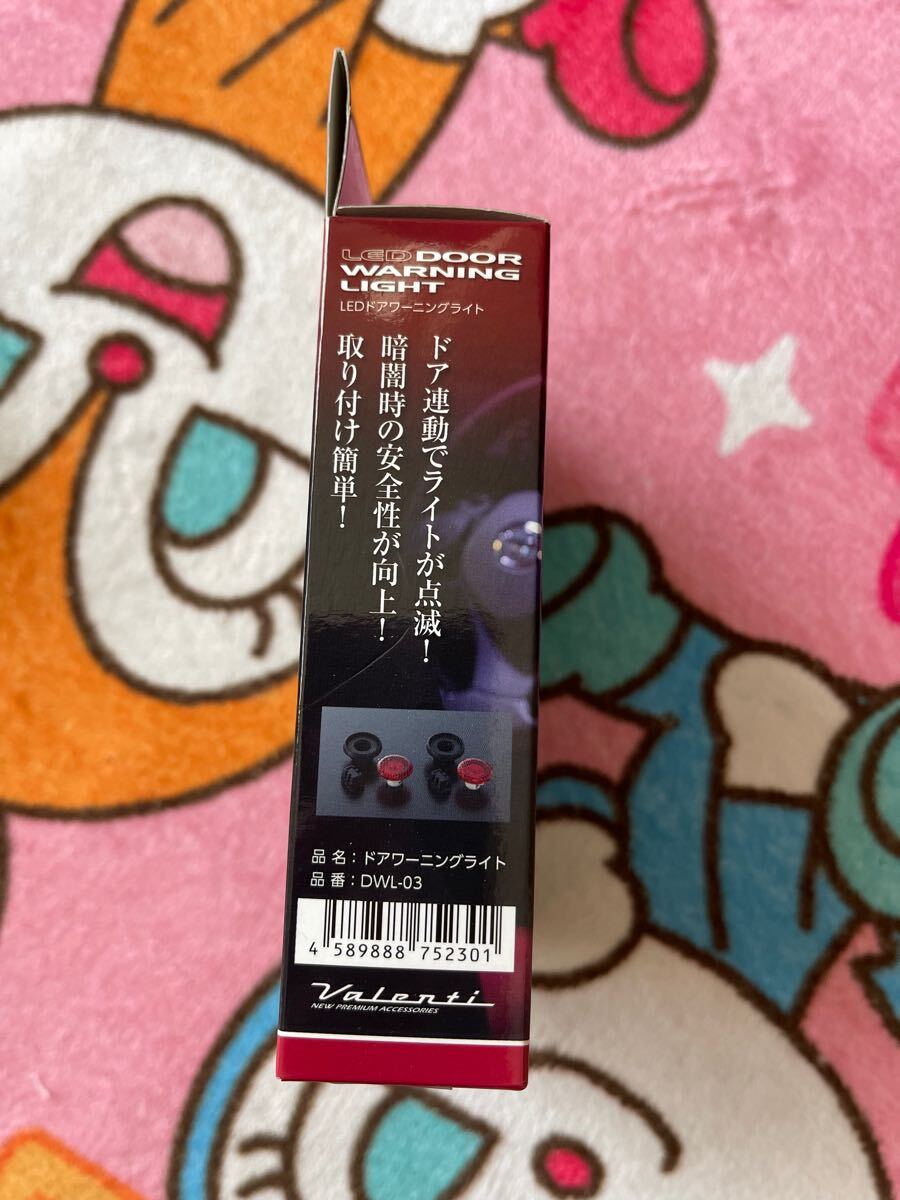 LED DOOR
WARNING
LIGHT
LEDドアワーニングライト
ドア連動でライトが点滅！
暗闇時の安全性が向上！
取り付け簡単！
品 名：ドアワーニングライト
品 番：DWL-03
4 589888 752301
Valenti
NEW PREMIUM ACCESSORIES